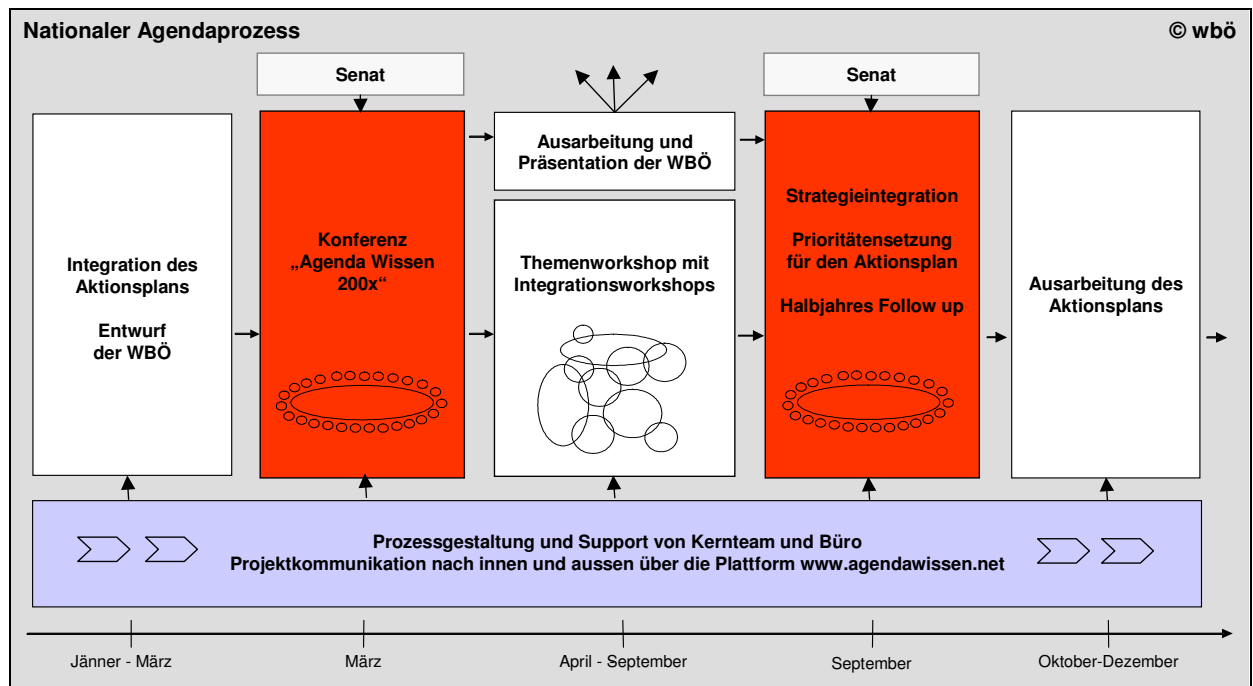 Nationaler Agendaprozess
© wbö
Senat
Senat
Integration des
Aktionsplans
Entwurf
der WBÖ
Konferenz
„Agenda Wissen
200x“
Ausarbeitung und
Präsentation der WBÖ
Themenworkshop mit
Integrationsworkshops
Strategieintegration
Prioritätensetzung
für den Aktionsplan
Halbjahres Follow up
Ausarbeitung des
Aktionsplans
Prozessgestaltung und Support von Kernteam und Büro
Projektkommunikation nach innen und aussen über die Plattform www.agendawissen.net
Jänner - März
März
April - September
September
Oktober-Dezember